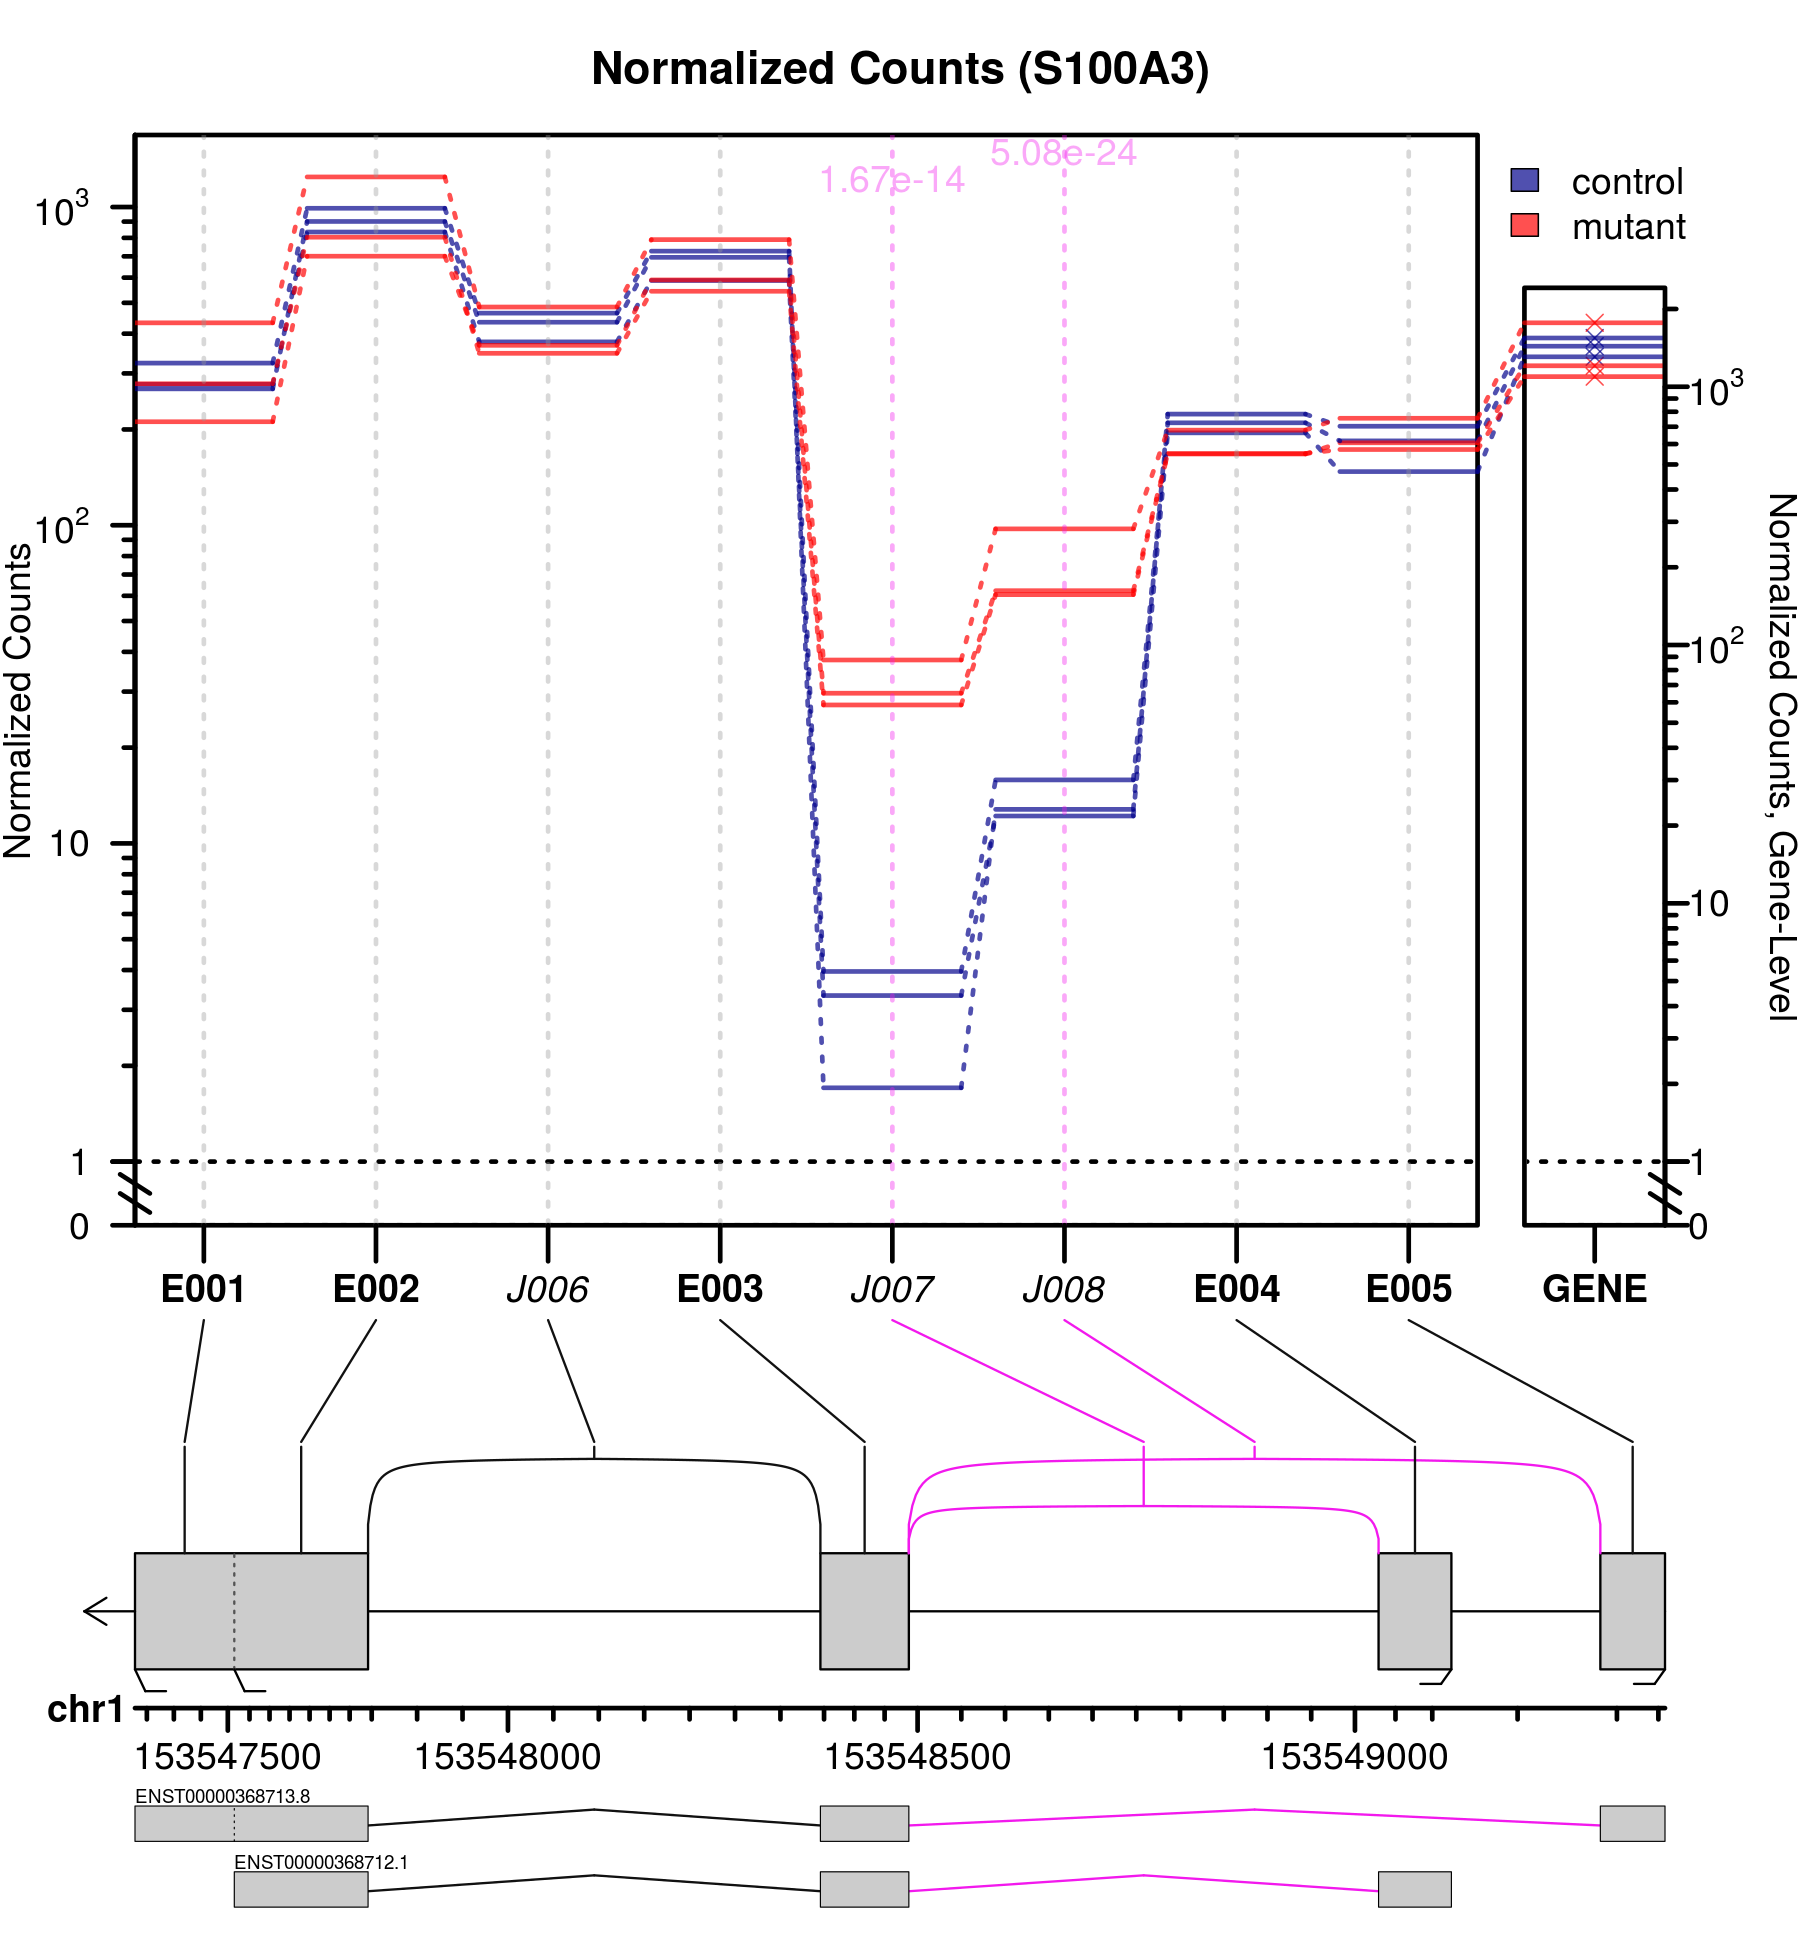 Normalized Counts (S100A3)
5.08e-24
1.67e-14
control
mutant
Normalized Counts
10³
10²
10
1
0
10³
10²
10
1
0
Normalized Counts, Gene-Level
E001 E002 J006 E003 J007 J008 E004 E005 GENE
chr1
153547500 153548000 153548500 153549000
ENST00000368713.8
ENST00000368712.1